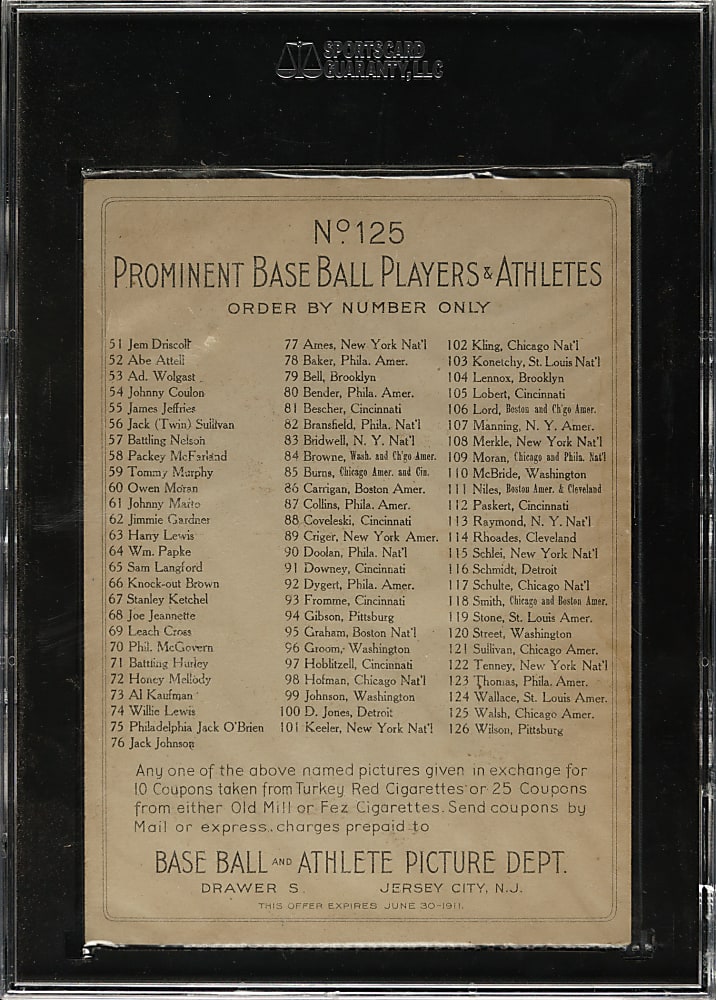 SPORTSCARD
GUARANTY, LLC
Nº 125
PROMINENT BASE BALL PLAYERS & ATHLETES
ORDER BY NUMBER ONLY
51 Jem Driscoll
52 Abe Attell
53 Ad. Wolgast
54 Johnny Coulon
55 James Jeffries
56 Jack (Twin) Sullivan
57 Battling Nelson
58 Packey McFarland
59 Tommy Murphy
60 Owen Moran
61 Johnny Marto
62 Jimmie Gardner
63 Harry Lewis
64 Wm. Papke
65 Sam Langford
66 Knock-out Brown
67 Stanley Ketchel
68 Joe Jeannette
69 Leach Cross
70 Phil. McGovern
71 Battling Hurley
72 Honey Mellody
73 Al Kaufman
74 Willie Lewis
75 Philadelphia Jack O'Brien
76 Jack Johnson
77 Ames, New York Nat'l
78 Baker, Phila. Amer.
79 Bell, Brooklyn
80 Bender, Phila. Amer.
81 Bescher, Cincinnati
82 Bransfield, Phila. Nat'l
83 Bridwell, N. Y. Nat'l
84 Browne, Wash. and Ch'go Amer.
85 Burns, Chicago Amer. and Cin.
86 Carrigan, Boston Amer.
87 Collins, Phila. Amer.
88 Coveleski, Cincinnati
89 Criger, New York Amer.
90 Doolan, Phila. Nat'l
91 Downey, Cincinnati
92 Dygert, Phila. Amer.
93 Fromme, Cincinnati
94 Gibson, Pittsburg
95 Graham, Boston Nat'l
96 Groom, Washington
97 Hoblitzell, Cincinnati
98 Hofman, Chicago Nat'l
99 Johnson, Washington
100 D. Jones, Detroit
101 Keeler, New York Nat'l
102 Kling, Chicago Nat'l
103 Konetchy, St. Louis Nat'l
104 Lennox, Brooklyn
105 Lobert, Cincinnati
106 Lord, Boston and Ch'go Amer.
107 Manning, N. Y. Amer.
108 Merkle, New York Nat'l
109 Moran, Chicago and Phila. Nat'l
110 McBride, Washington
111 Niles, Boston Amer. & Cleveland
112 Paskert, Cincinnati
113 Raymond, N. Y. Nat'l
114 Rhoades, Cleveland
115 Schlei, New York Nat'l
116 Schmidt, Detroit
117 Schulte, Chicago Nat'l
118 Smith, Chicago and Boston Amer.
119 Stone, St. Louis Amer.
120 Street, Washington
121 Sullivan, Chicago Amer.
122 Tenney, New York Nat'l
123 Thomas, Phila. Amer.
124 Wallace, St. Louis Amer.
125 Walsh, Chicago Amer.
126 Wilson, Pittsburg
Any one of the above named pictures given in exchange for
10 Coupons taken from Turkey Red Cigarettes or 25 Coupons
from either Old Mill or Fez Cigarettes. Send coupons by
Mail or express, charges prepaid to
BASE BALL AND ATHLETE PICTURE DEPT.
DRAWER S. JERSEY CITY, N.J.
THIS OFFER EXPIRES JUNE 30-1911.